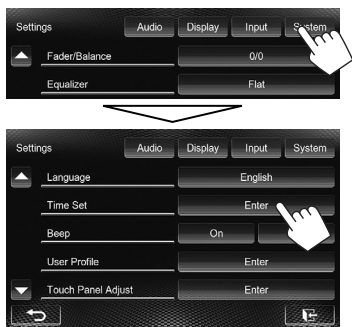 Settings Audio Display Input System
Fader/Balance 0/0
Equalizer Flat
Settings Audio Display Input System
Language English
Time Set Enter
Beep On
User Profile Enter
Touch Panel Adjust Enter